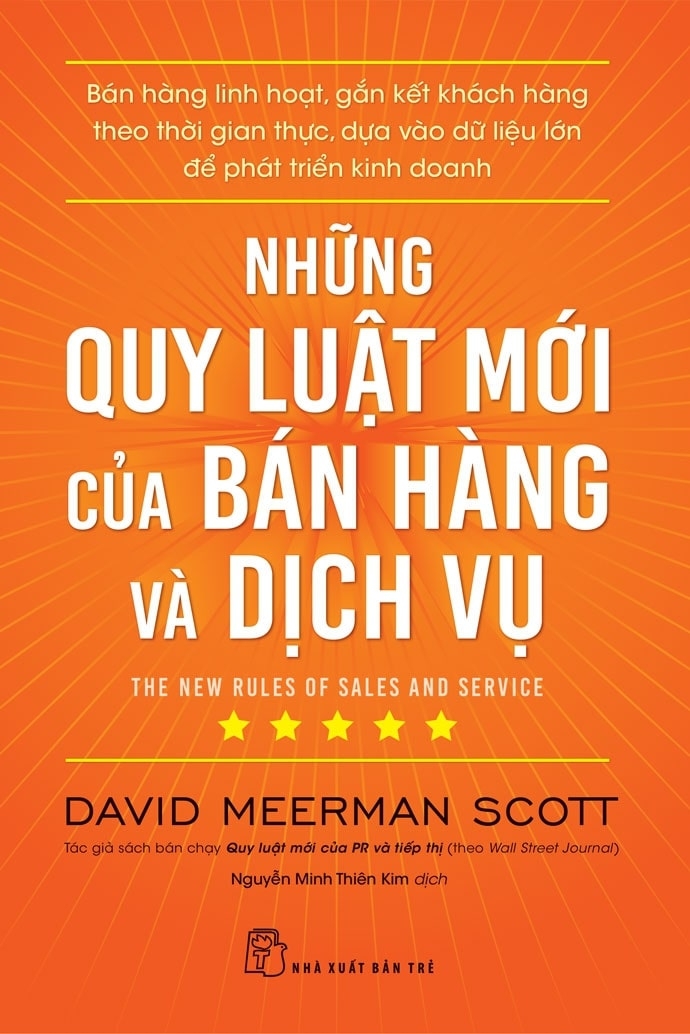 Bán hàng linh hoạt, gắn kết khách hàng
theo thời gian thực, dựa vào dữ liệu lớn
để phát triển kinh doanh
NHỮNG
QUY LUẬT MỚI
CỦA BÁN HÀNG
VÀ DỊCH VỤ
THE NEW RULES OF SALES AND SERVICE
DAVID MEERMAN SCOTT
Tác giả sách bán chạy Quy luật mới của PR và tiếp thị (theo Wall Street Journal)
Nguyễn Minh Thiên Kim dịch
T
NHÀ XUẤT BẢN TRẺ